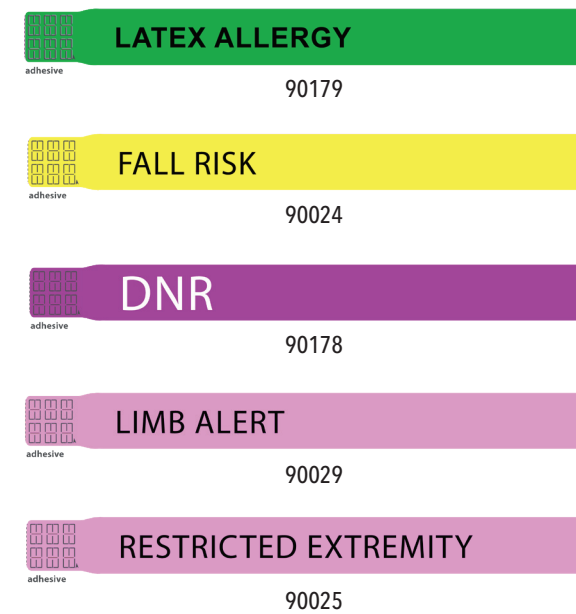 LATEX ALLERGY
adhesive
90179
FALL RISK
adhesive
90024
DNR
adhesive
90178
LIMB ALERT
adhesive
90029
RESTRICTED EXTREMITY
adhesive
90025